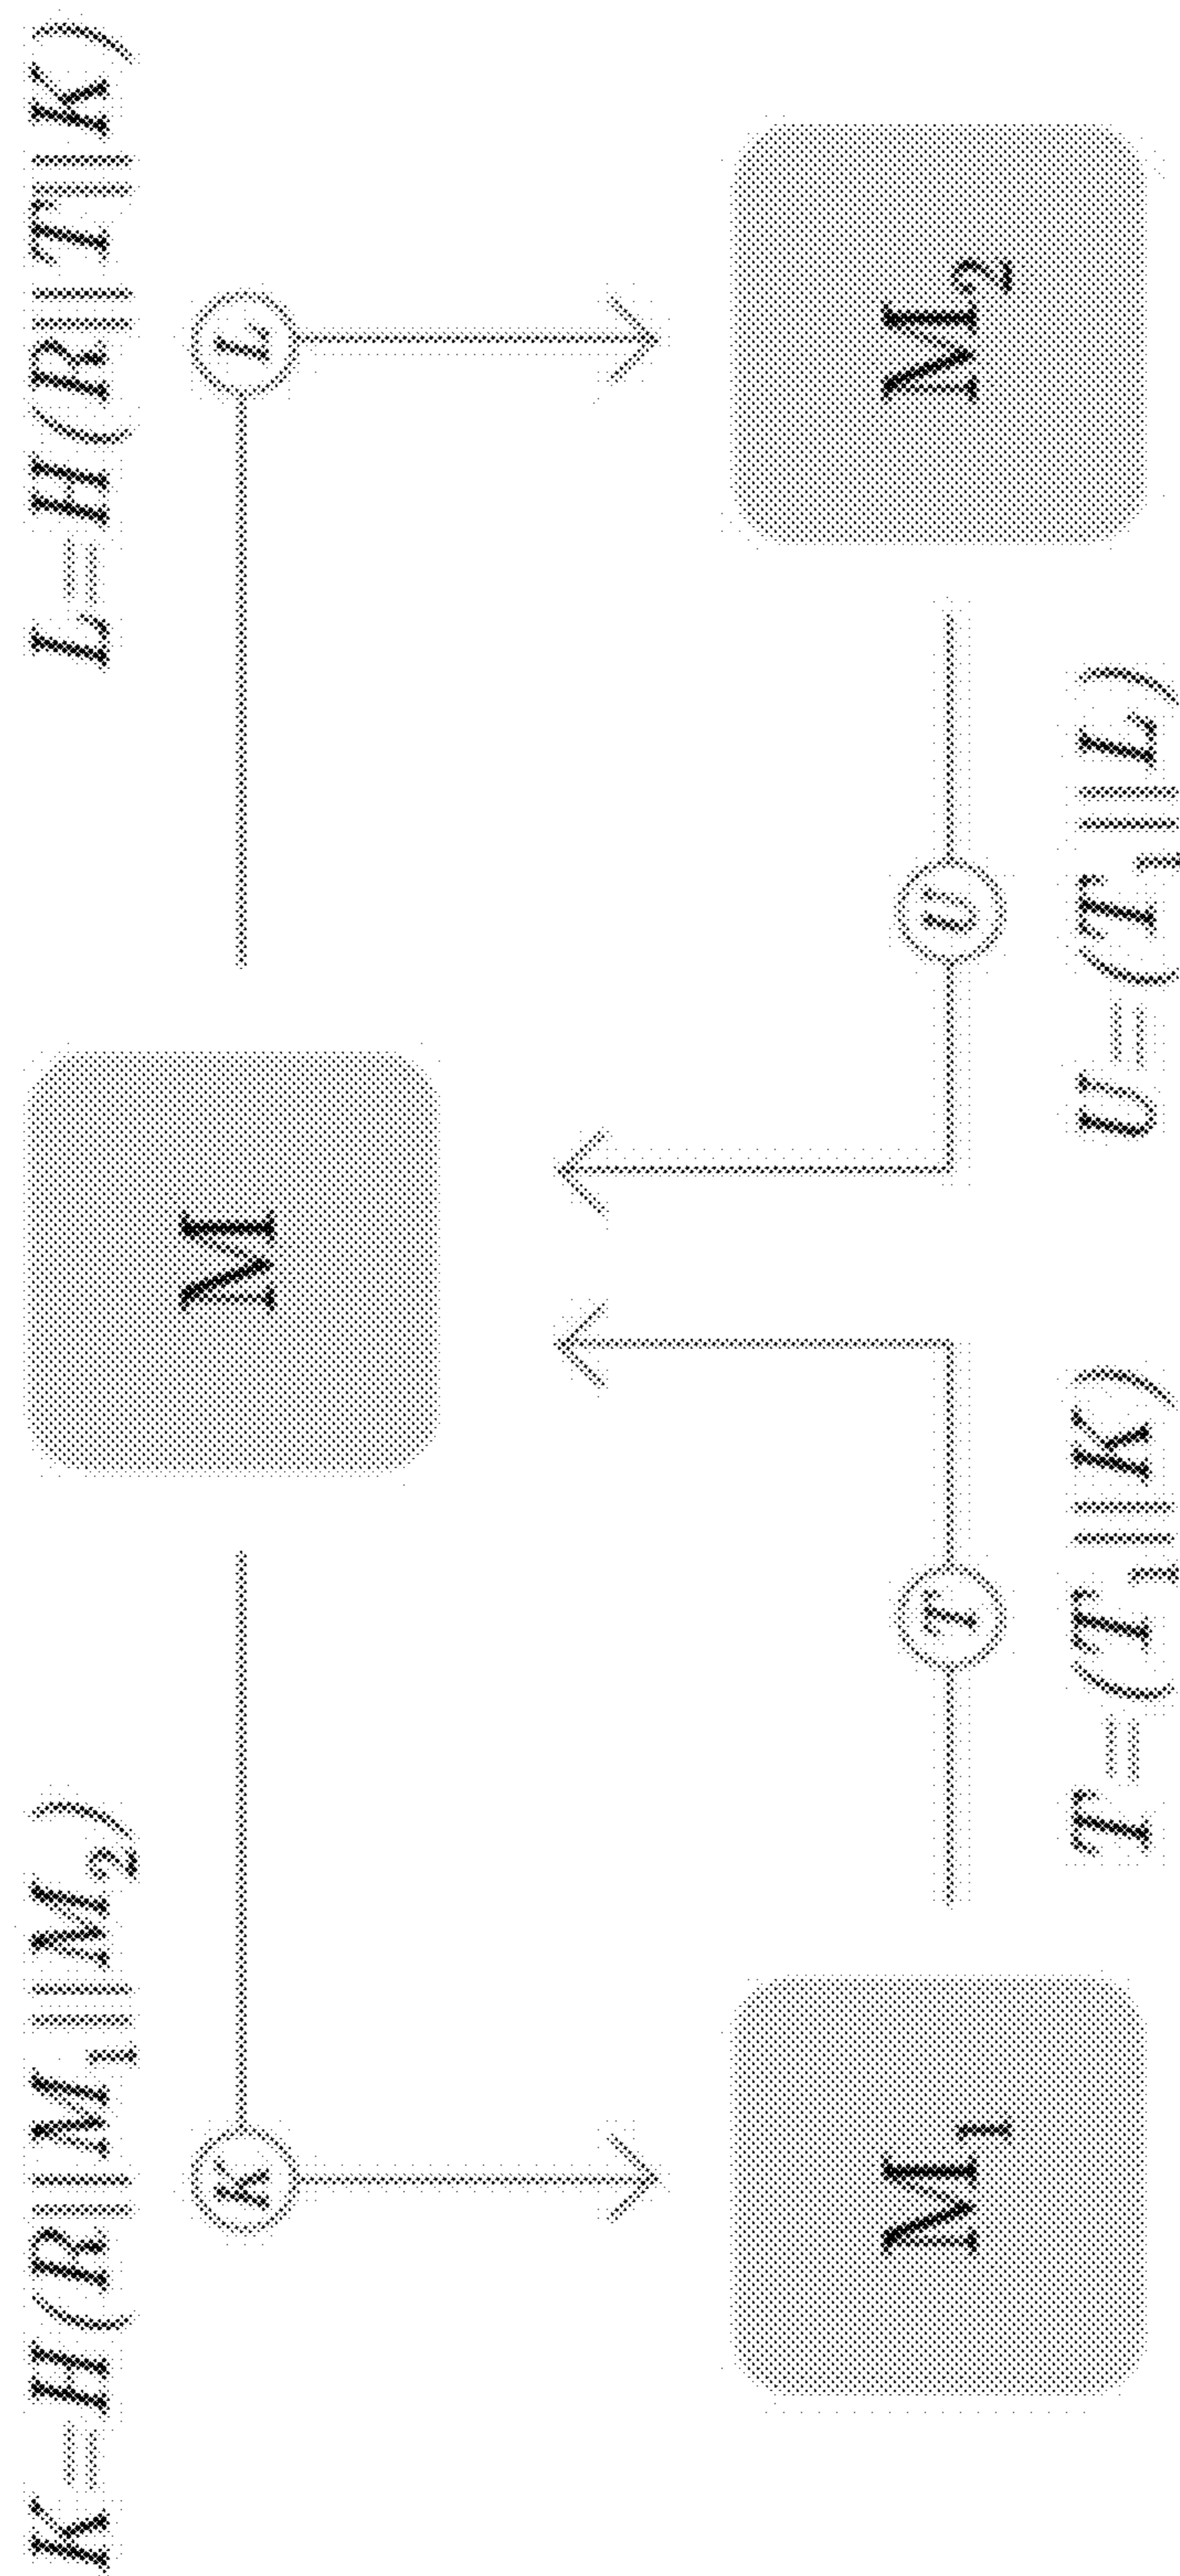 K=H(R||M₁||M₂)
L=H(R||T||K)
K
M
L
M₁
T
U
M₂
T=(T₁||K)
U=(T₁||L)